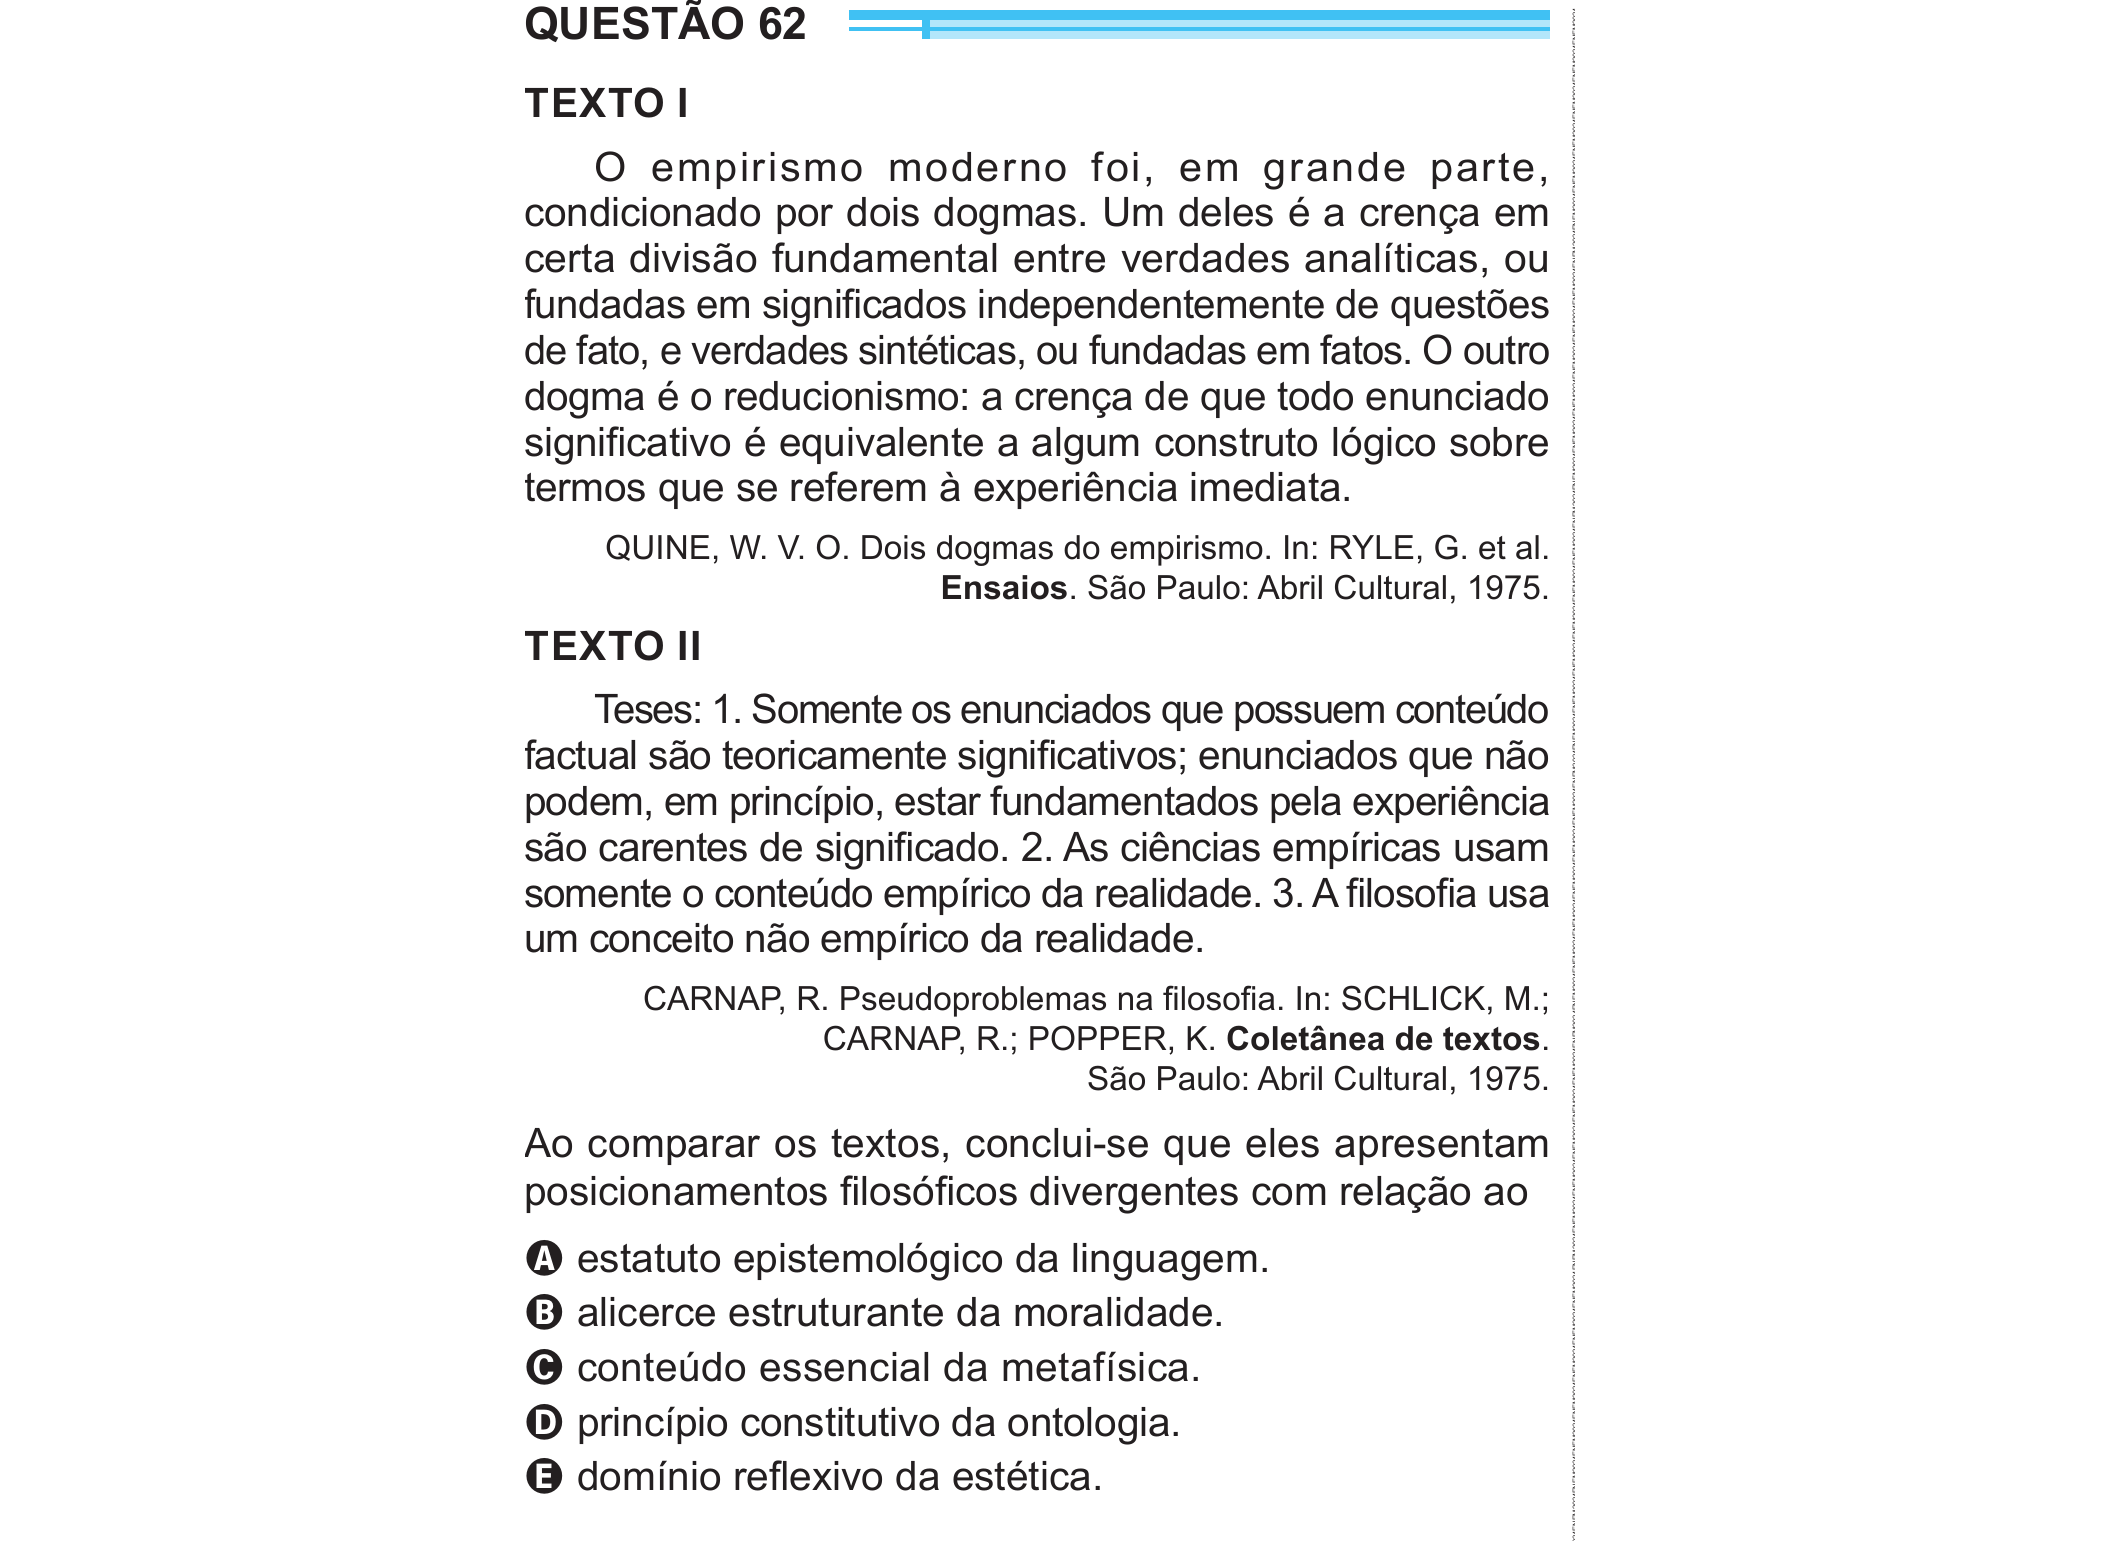 QUESTÃO 62
TEXTO I
O empirismo moderno foi, em grande parte,
condicionado por dois dogmas. Um deles é a crença em
certa divisão fundamental entre verdades analíticas, ou
fundadas em significados independentemente de questões
de fato, e verdades sintéticas, ou fundadas em fatos. O outro
dogma é o reducionismo: a crença de que todo enunciado
significativo é equivalente a algum construto lógico sobre
termos que se referem à experiência imediata.
QUINE, W. V. O. Dois dogmas do empirismo. In: RYLE, G. et al.
Ensaios. São Paulo: Abril Cultural, 1975.
TEXTO II
Teses: 1. Somente os enunciados que possuem conteúdo
factual são teoricamente significativos; enunciados que não
podem, em princípio, estar fundamentados pela experiência
são carentes de significado. 2. As ciências empíricas usam
somente o conteúdo empírico da realidade. 3. A filosofia usa
um conceito não empírico da realidade.
CARNAP, R. Pseudoproblemas na filosofia. In: SCHLICK, M.;
CARNAP, R.; POPPER, K. Coletânea de textos.
São Paulo: Abril Cultural, 1975.
Ao comparar os textos, conclui-se que eles apresentam
posicionamentos filosóficos divergentes com relação ao
A estatuto epistemológico da linguagem.
B alicerce estruturante da moralidade.
C conteúdo essencial da metafísica.
D princípio constitutivo da ontologia.
E domínio reflexivo da estética.